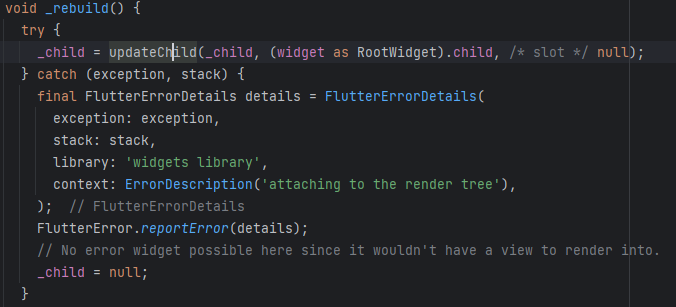 void _rebuild() {
  try {
    _child = updateChild(_child, (widget as RootWidget).child, /* slot */ null);
  } catch (exception, stack) {
    final FlutterErrorDetails details = FlutterErrorDetails(
      exception: exception,
      stack: stack,
      library: 'widgets library',
      context: ErrorDescription('attaching to the render tree'),
    );  // FlutterErrorDetails
    FlutterError.reportError(details);
    // No error widget possible here since it wouldn't have a view to render into.
    _child = null;
  }